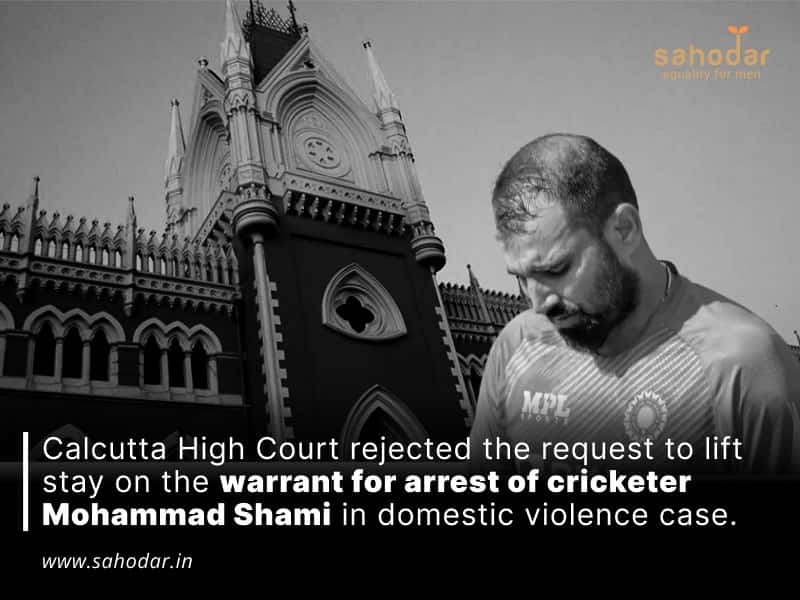 sahodar
equality for men
MPL
SPORTS
Calcutta High Court rejected the request to lift
stay on the warrant for arrest of cricketer
Mohammad Shami in domestic violence case.
www.sahodar.in